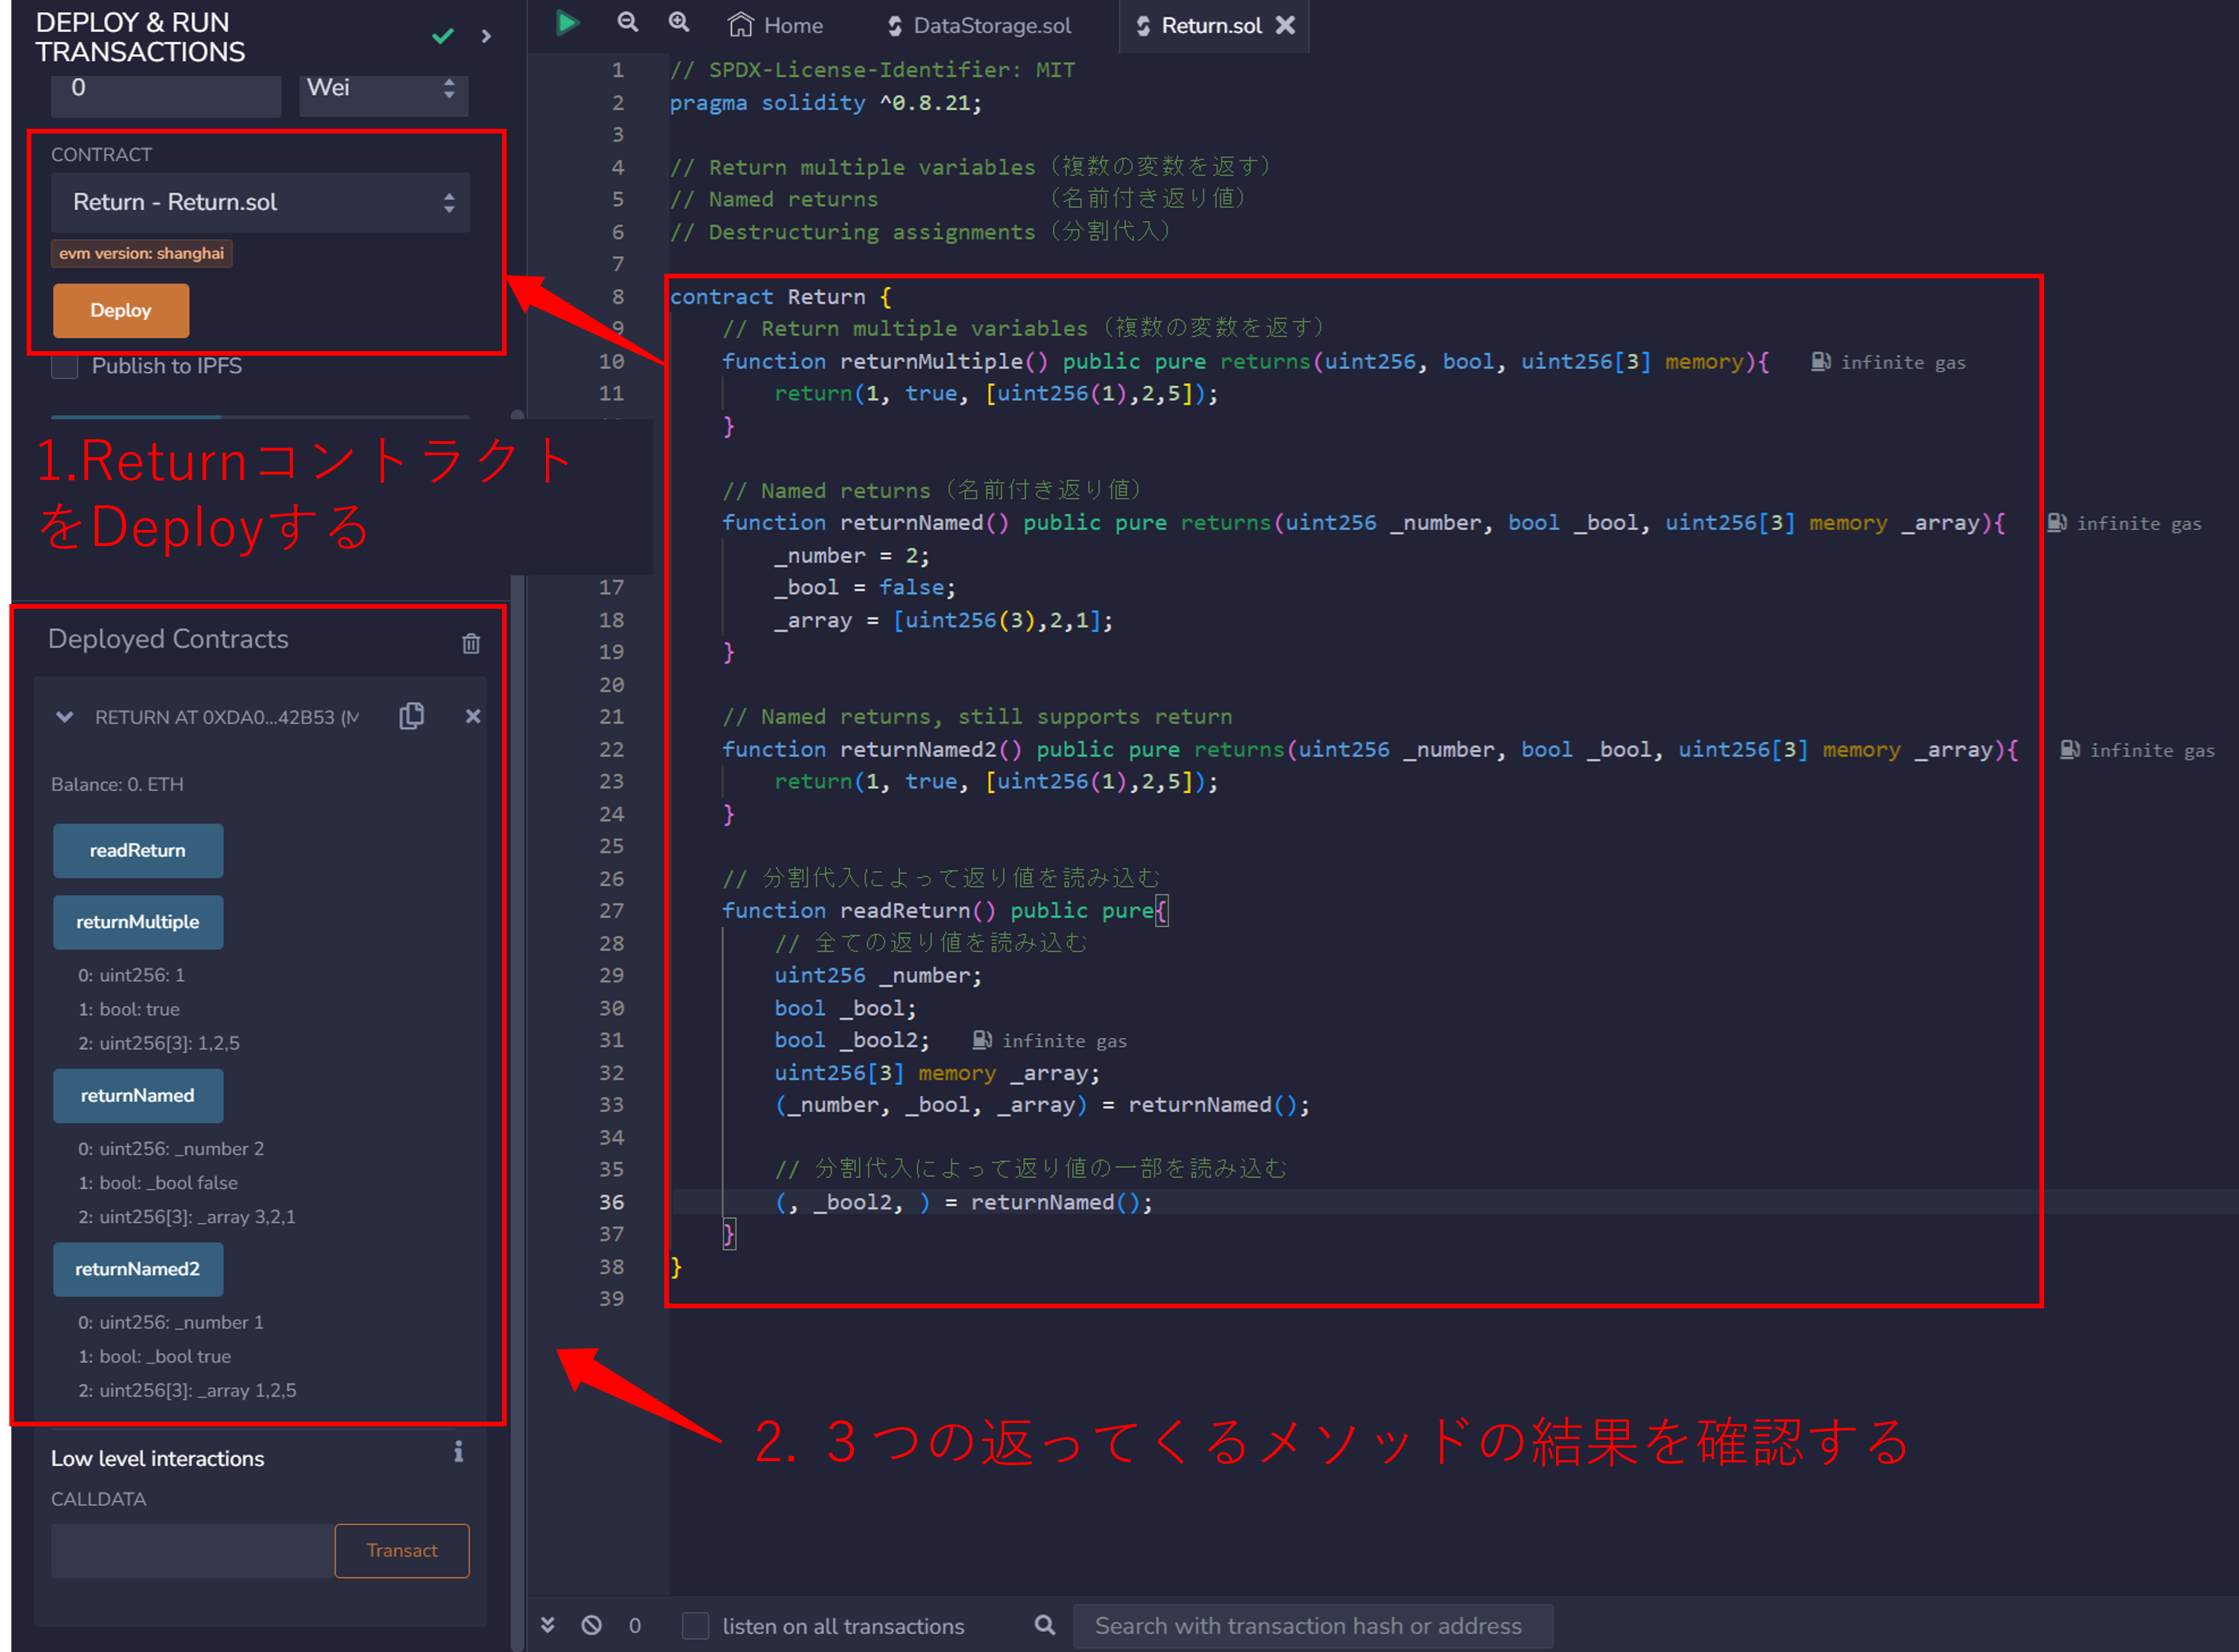 DEPLOY & RUN
TRANSACTIONS
0
Wei
CONTRACT
Return - Return.sol
evm version: shanghai
Deploy
Publish to IPFS
1.Returnコントラクト
をDeployする
Deployed Contracts
RETURN AT 0XDA0...42B53 (M
Balance: 0. ETH
readReturn
returnMultiple
0: uint256: 1
1: bool: true
2: uint256[3]: 1,2,5
returnNamed
0: uint256: _number 2
1: bool: _bool false
2: uint256[3]: _array 3,2,1
returnNamed2
0: uint256: _number 1
1: bool: _bool true
2: uint256[3]: _array 1,2,5
Low level interactions
i
CALLDATA
Transact
Home
DataStorage.sol
Return.sol
1 // SPDX-License-Identifier: MIT
2 pragma solidity ^0.8.21;
3
4 // Return multiple variables（複数の変数を返す）
5 // Named returns （名前付き返り値）
6 // Destructuring assignments（分割代入）
7
8 contract Return {
9 // Return multiple variables（複数の変数を返す）
10 function returnMultiple() public pure returns(uint256, bool, uint256[3] memory){ infinite gas
11 return(1, true, [uint256(1),2,5]);
}
// Named returns（名前付き返り値）
function returnNamed() public pure returns(uint256 _number, bool _bool, uint256[3] memory _array){ infinite gas
_number = 2;
17 _bool = false;
18 _array = [uint256(3),2,1];
19 }
20
21 // Named returns, still supports return
22 function returnNamed2() public pure returns(uint256 _number, bool _bool, uint256[3] memory _array){ infinite gas
23 return(1, true, [uint256(1),2,5]);
24 }
25
26 // 分割代入によって返り値を読み込む
27 function readReturn() public pure{
28 // 全ての返り値を読み込む
29 uint256 _number;
30 bool _bool;
31 bool _bool2; infinite gas
32 uint256[3] memory _array;
33 (_number, _bool, _array) = returnNamed();
34
35 // 分割代入によって返り値の一部を読み込む
36 (, _bool2, ) = returnNamed();
37 }
38 }
39
2. ３つの返ってくるメソッドの結果を確認する
0
listen on all transactions
Search with transaction hash or address